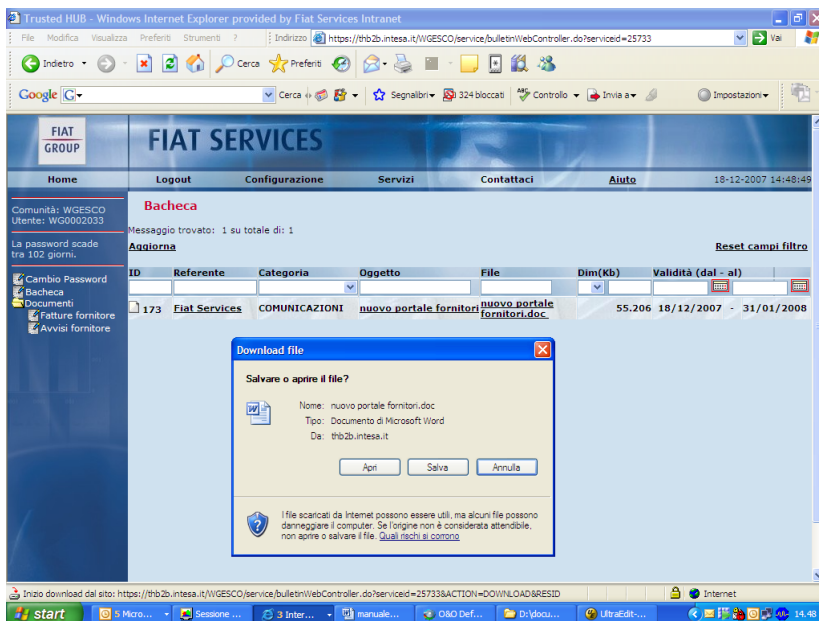 Trusted HUB - Windows Internet Explorer provided by Fiat Services Intranet
File Modifica Visualizza Preferiti Strumenti ? Indirizzo https://thb2b.intesa.it/WGESCO/service/bulletinWebController.do?serviceid=25733 Vai
Indietro Cerca Preferiti
Google G Cerca Segnalibri 324 bloccati Controllo Invia a Impostazioni
FIAT
GROUP
FIAT SERVICES
Home Logout Configurazione Servizi Contattaci Aiuto 18-12-2007 14:48:49
Comunità: WGESCO
Utente: WG0002033
La password scade
tra 102 giorni.
Cambio Password
Bacheca
Documenti
Fatture fornitore
Avvisi fornitore
Bacheca
Messaggio trovato: 1 su totale di: 1
Aggiorna Reset campi filtro
ID Referente Categoria Oggetto File Dim(Kb) Validità (dal - al)
173 Fiat Services COMUNICAZIONI nuovo portale fornitori nuovo portale fornitori.doc 55.206 18/12/2007 - 31/01/2008
Download file
Salvare o aprire il file?
Nome: nuovo portale fornitori.doc
Tipo: Documento di Microsoft Word
Da: thb2b.intesa.it
Apri Salva Annulla
I file scaricati da Internet possono essere utili, ma alcuni file possono
danneggiare il computer. Se l'origine non è considerata attendibile,
non aprire o salvare il file. Quali rischi si corrono
Inizio download dal sito: https://thb2b.intesa.it/WGESCO/service/bulletinWebController.do?serviceid=25733&ACTION=DOWNLOAD&RESID Internet
start 5 Micro... Sessione ... 3 Inter... manuale... O&O Def... D:\docu... UltraEdit-... 14.48